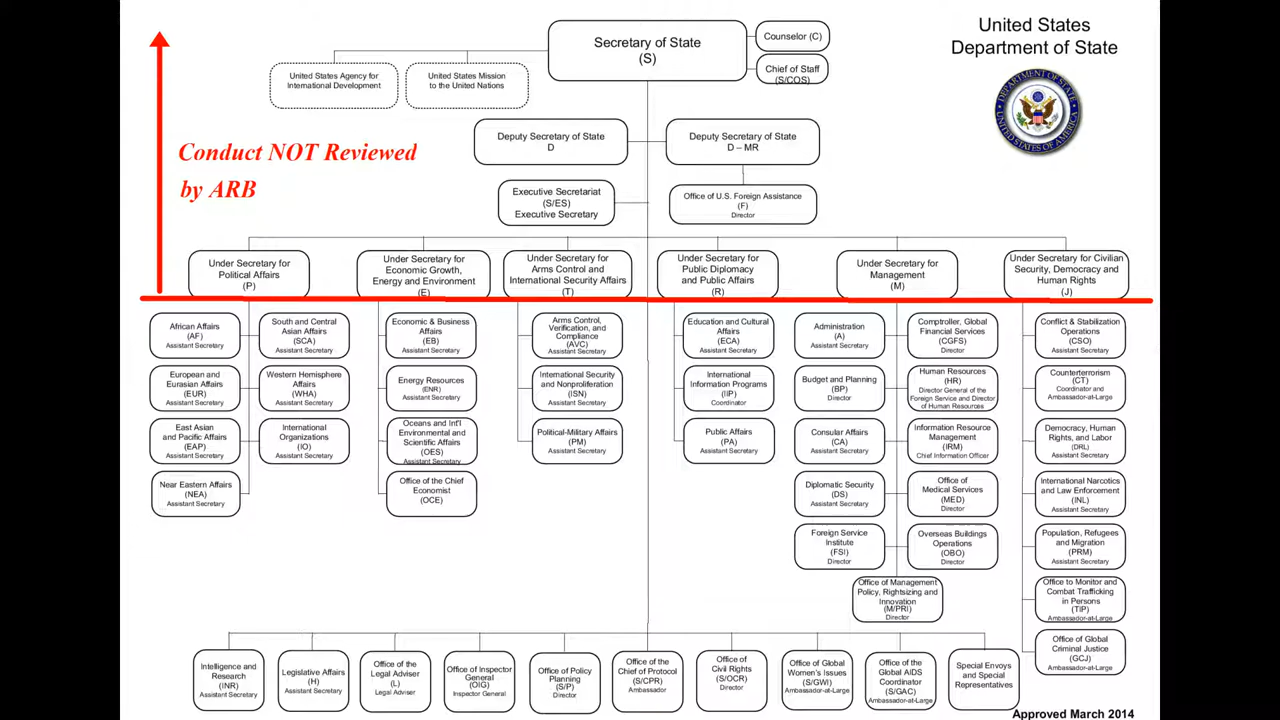 United States
Department of State
Secretary of State
(S)
Counselor (C)
Chief of Staff
(S/COS)
United States Agency for
International Development
United States Mission
to the United Nations
DEPARTMENT OF STATE
UNITED STATES OF AMERICA
Conduct NOT Reviewed
by ARB
Deputy Secretary of State
D
Deputy Secretary of State
D – MR
Executive Secretariat
(S/ES)
Executive Secretary
Office of U.S. Foreign Assistance
(F)
Director
Under Secretary for
Political Affairs
(P)
Under Secretary for
Economic Growth,
Energy and Environment
(E)
Under Secretary for
Arms Control and
International Security Affairs
(T)
Under Secretary for
Public Diplomacy
and Public Affairs
(R)
Under Secretary for
Management
(M)
Under Secretary for Civilian
Security, Democracy and
Human Rights
(J)
African Affairs
(AF)
Assistant Secretary
South and Central
Asian Affairs
(SCA)
Assistant Secretary
European and
Eurasian Affairs
(EUR)
Assistant Secretary
Western Hemisphere
Affairs
(WHA)
Assistant Secretary
East Asian
and Pacific Affairs
(EAP)
Assistant Secretary
International
Organizations
(IO)
Assistant Secretary
Near Eastern Affairs
(NEA)
Assistant Secretary
Economic & Business
Affairs
(EB)
Assistant Secretary
Energy Resources
(ENR)
Assistant Secretary
Oceans and Int'l
Environmental and
Scientific Affairs
(OES)
Assistant Secretary
Office of the Chief
Economist
(OCE)
Arms Control,
Verification, and
Compliance
(AVC)
Assistant Secretary
International Security
and Nonproliferation
(ISN)
Assistant Secretary
Political-Military Affairs
(PM)
Assistant Secretary
Education and Cultural
Affairs
(ECA)
Assistant Secretary
International
Information Programs
(IIP)
Coordinator
Public Affairs
(PA)
Assistant Secretary
Administration
(A)
Assistant Secretary
Comptroller, Global
Financial Services
(CGFS)
Director
Budget and Planning
(BP)
Director
Human Resources
(HR)
Director General of the
Foreign Service and Director
of Human Resources
Consular Affairs
(CA)
Assistant Secretary
Information Resource
Management
(IRM)
Chief Information Officer
Diplomatic Security
(DS)
Assistant Secretary
Office of
Medical Services
(MED)
Director
Foreign Service
Institute
(FSI)
Director
Overseas Buildings
Operations
(OBO)
Director
Office of Management
Policy, Rightsizing and
Innovation
(M/PRI)
Director
Conflict & Stabilization
Operations
(CSO)
Assistant Secretary
Counterterrorism
(CT)
Coordinator and
Ambassador-at-Large
Democracy, Human
Rights, and Labor
(DRL)
Assistant Secretary
International Narcotics
and Law Enforcement
(INL)
Assistant Secretary
Population, Refugees
and Migration
(PRM)
Assistant Secretary
Office to Monitor and
Combat Trafficking
in Persons
(TIP)
Ambassador-at-Large
Office of Global
Criminal Justice
(GCJ)
Ambassador-at-Large
Intelligence and
Research
(INR)
Assistant Secretary
Legislative Affairs
(H)
Assistant Secretary
Office of the
Legal Adviser
(L)
Legal Adviser
Office of Inspector
General
(OIG)
Inspector General
Office of Policy
Planning
(S/P)
Director
Office of the
Chief of Protocol
(S/CPR)
Ambassador
Office of
Civil Rights
(S/OCR)
Director
Office of Global
Women's Issues
(S/GWI)
Ambassador-at-Large
Office of the
Global AIDS
Coordinator
(S/GAC)
Ambassador-at-Large
Special Envoys
and Special
Representatives
Approved March 2014